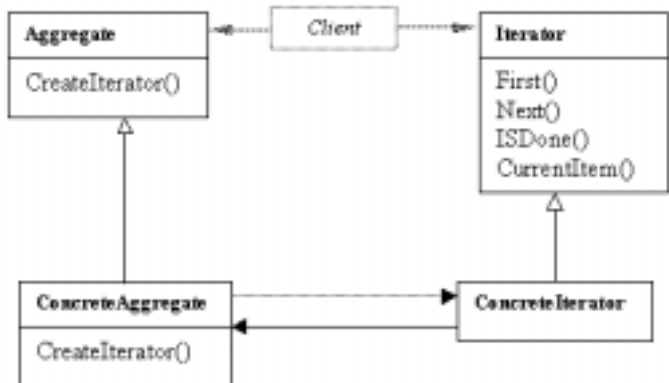 Aggregate
CreateIterator()
Client
Iterator
First()
Next()
ISDone()
CurrentItem()
ConcreteAggregate
CreateIterator()
ConcreteIterator